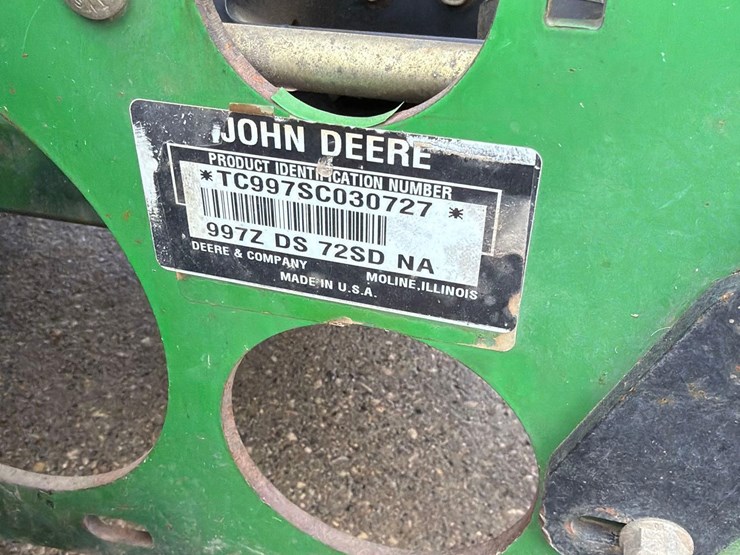 JOHN DEERE
PRODUCT IDENTIFICATION NUMBER
*TC997SC030727*
997Z DS 72SD NA
DEERE & COMPANY MOLINE, ILLINOIS
MADE IN U.S.A.